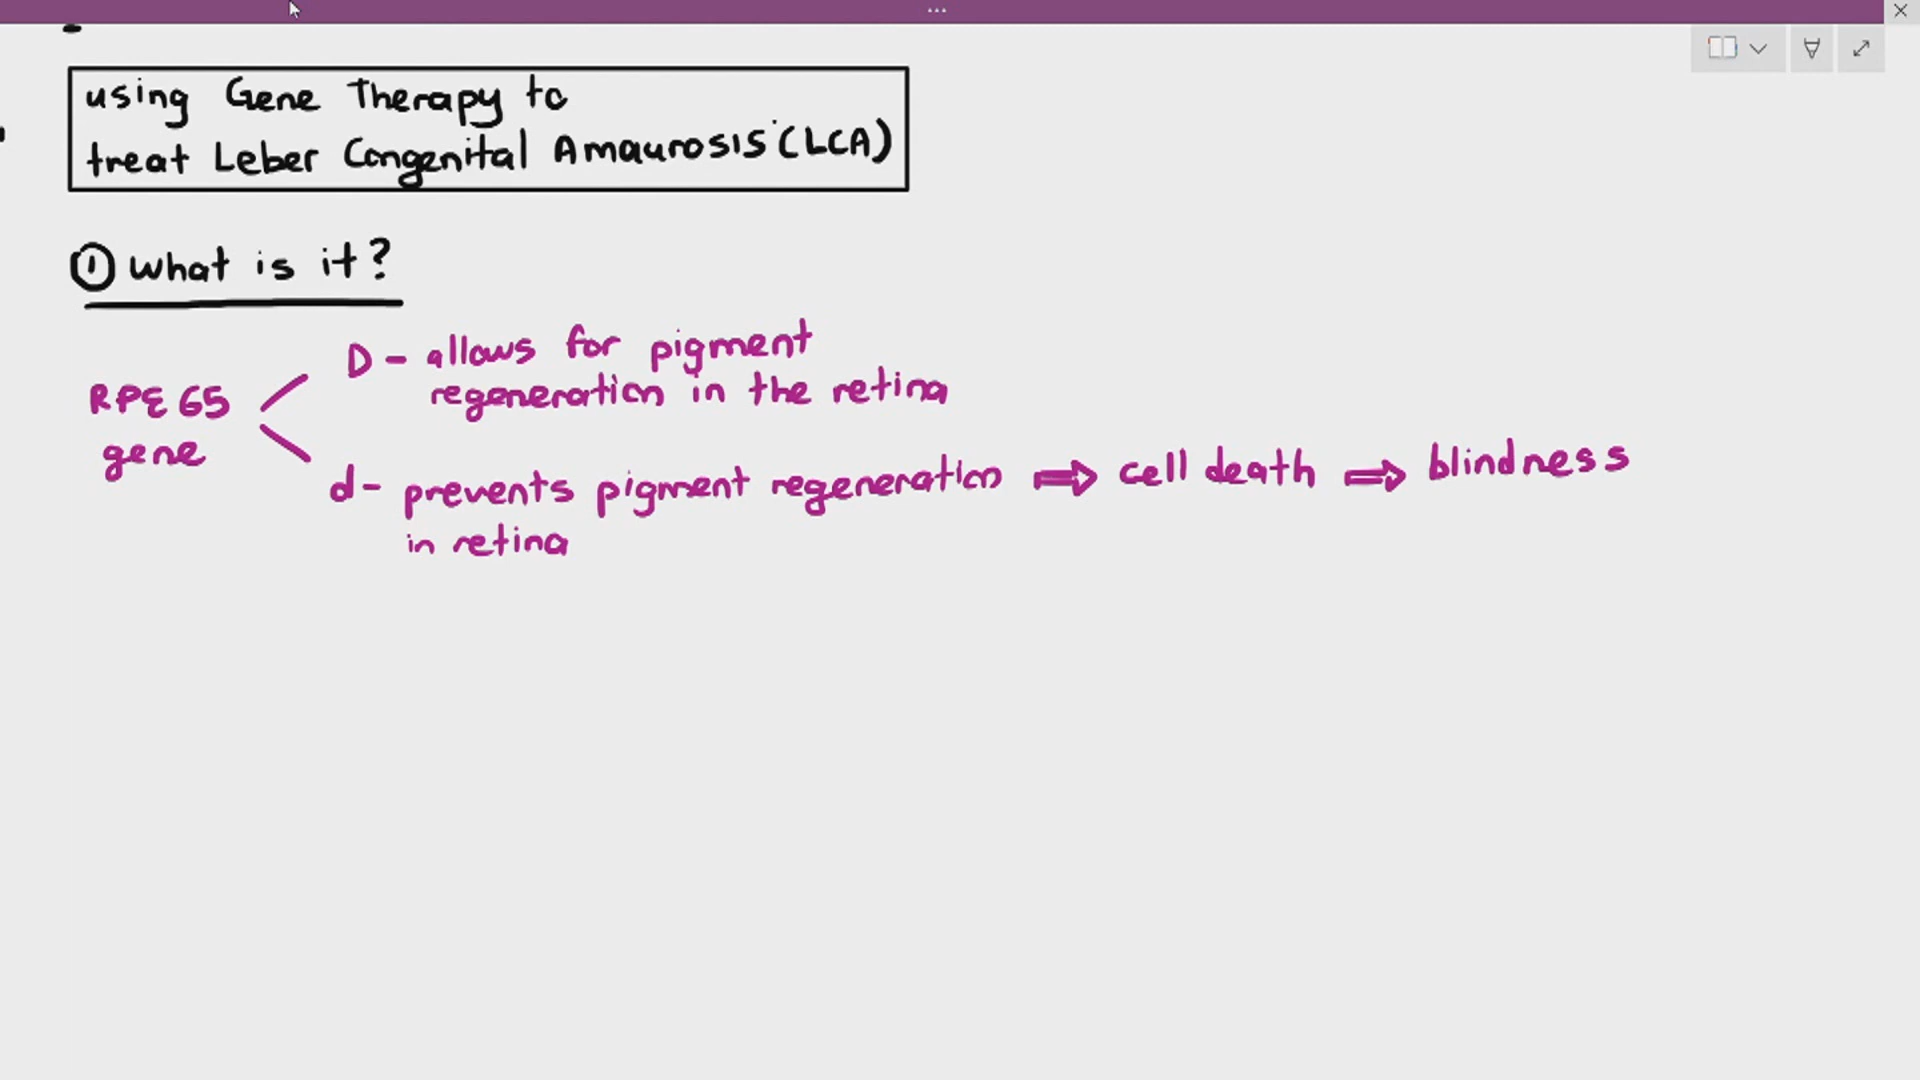 using Gene Therapy to
treat Leber Congenital Amaurosis (LCA)
① what is it?
D - allows for pigment
regeneration in the retina
RPE65
gene
d - prevents pigment regeneration ⇒ cell death ⇒ blindness
in retina